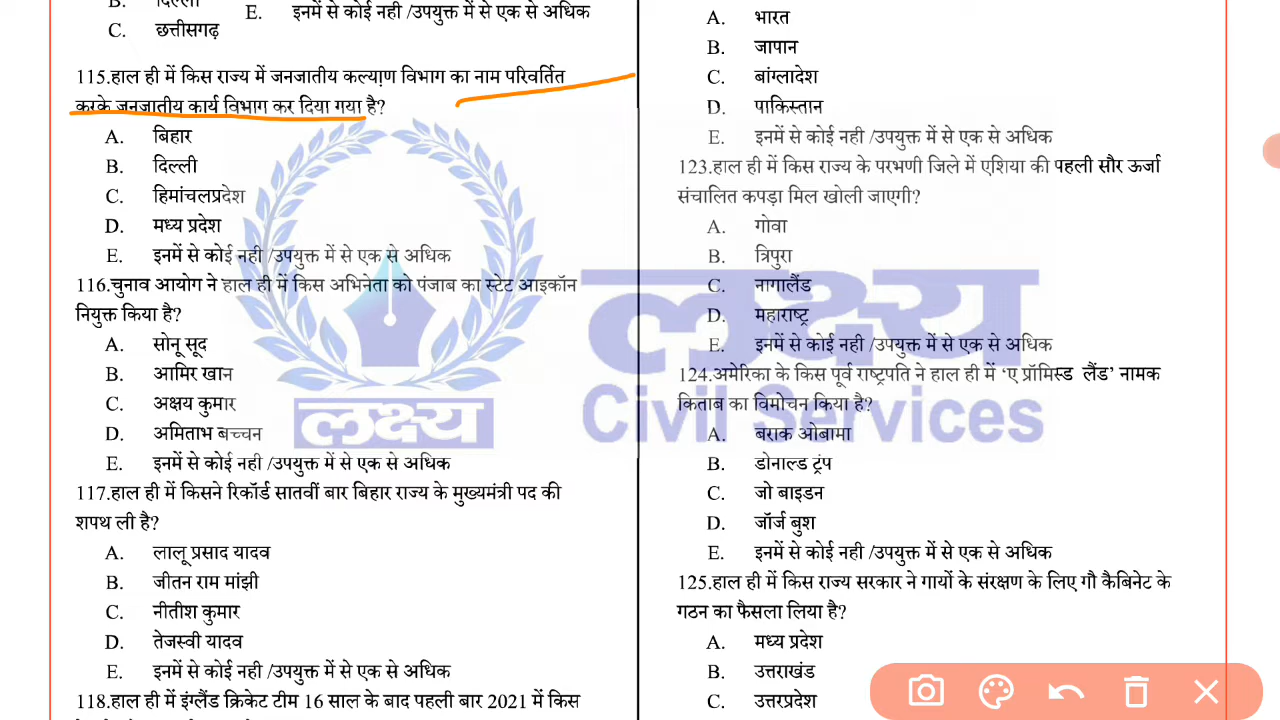 B. दिल्ली
E. इनमें से कोई नही /उपयुक्त में से एक से अधिक
C. छत्तीसगढ़
115.हाल ही में किस राज्य में जनजातीय कल्याण विभाग का नाम परिवर्तित
करके जनजातीय कार्य विभाग कर दिया गया है?
A. बिहार
B. दिल्ली
C. हिमांचलप्रदेश
D. मध्य प्रदेश
E. इनमें से कोई नही /उपयुक्त में से एक से अधिक
116.चुनाव आयोग ने हाल ही में किस अभिनेता को पंजाब का स्टेट आइकॉन
नियुक्त किया है?
A. सोनू सूद
B. आमिर खान
C. अक्षय कुमार
D. अमिताभ बच्चन
E. इनमें से कोई नही /उपयुक्त में से एक से अधिक
117.हाल ही में किसने रिकॉर्ड सातवीं बार बिहार राज्य के मुख्यमंत्री पद की
शपथ ली है?
A. लालू प्रसाद यादव
B. जीतन राम मांझी
C. नीतीश कुमार
D. तेजस्वी यादव
E. इनमें से कोई नही /उपयुक्त में से एक से अधिक
118.हाल ही में इंग्लैंड क्रिकेट टीम 16 साल के बाद पहली बार 2021 में किस
A. भारत
B. जापान
C. बांग्लादेश
D. पाकिस्तान
E. इनमें से कोई नही /उपयुक्त में से एक से अधिक
123.हाल ही में किस राज्य के परभणी जिले में एशिया की पहली सौर ऊर्जा
संचालित कपड़ा मिल खोली जाएगी?
A. गोवा
B. त्रिपुरा
C. नागालैंड
D. महाराष्ट्र
E. इनमें से कोई नही /उपयुक्त में से एक से अधिक
124.अमेरिका के किस पूर्व राष्ट्रपति ने हाल ही में ‘ए प्रॉमिस्ड लैंड’ नामक
किताब का विमोचन किया है?
A. बराक ओबामा
B. डोनाल्ड ट्रंप
C. जो बाइडन
D. जॉर्ज बुश
E. इनमें से कोई नही /उपयुक्त में से एक से अधिक
125.हाल ही में किस राज्य सरकार ने गायों के संरक्षण के लिए गौ कैबिनेट के
गठन का फैसला लिया है?
A. मध्य प्रदेश
B. उत्तराखंड
C. उत्तरप्रदेश
लक्ष्य
लक्ष्य
Civil Services